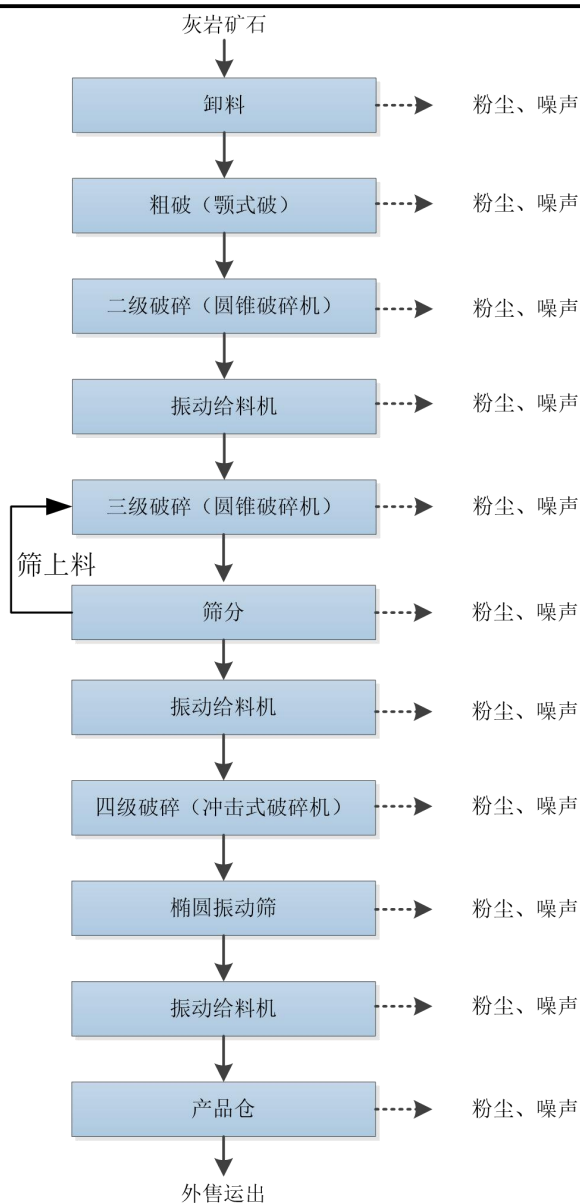 灰岩矿石
卸料 粉尘、噪声
粗破（颚式破） 粉尘、噪声
二级破碎（圆锥破碎机） 粉尘、噪声
振动给料机 粉尘、噪声
三级破碎（圆锥破碎机） 粉尘、噪声
筛上料
筛分 粉尘、噪声
振动给料机 粉尘、噪声
四级破碎（冲击式破碎机） 粉尘、噪声
椭圆振动筛 粉尘、噪声
振动给料机 粉尘、噪声
产品仓 粉尘、噪声
外售运出